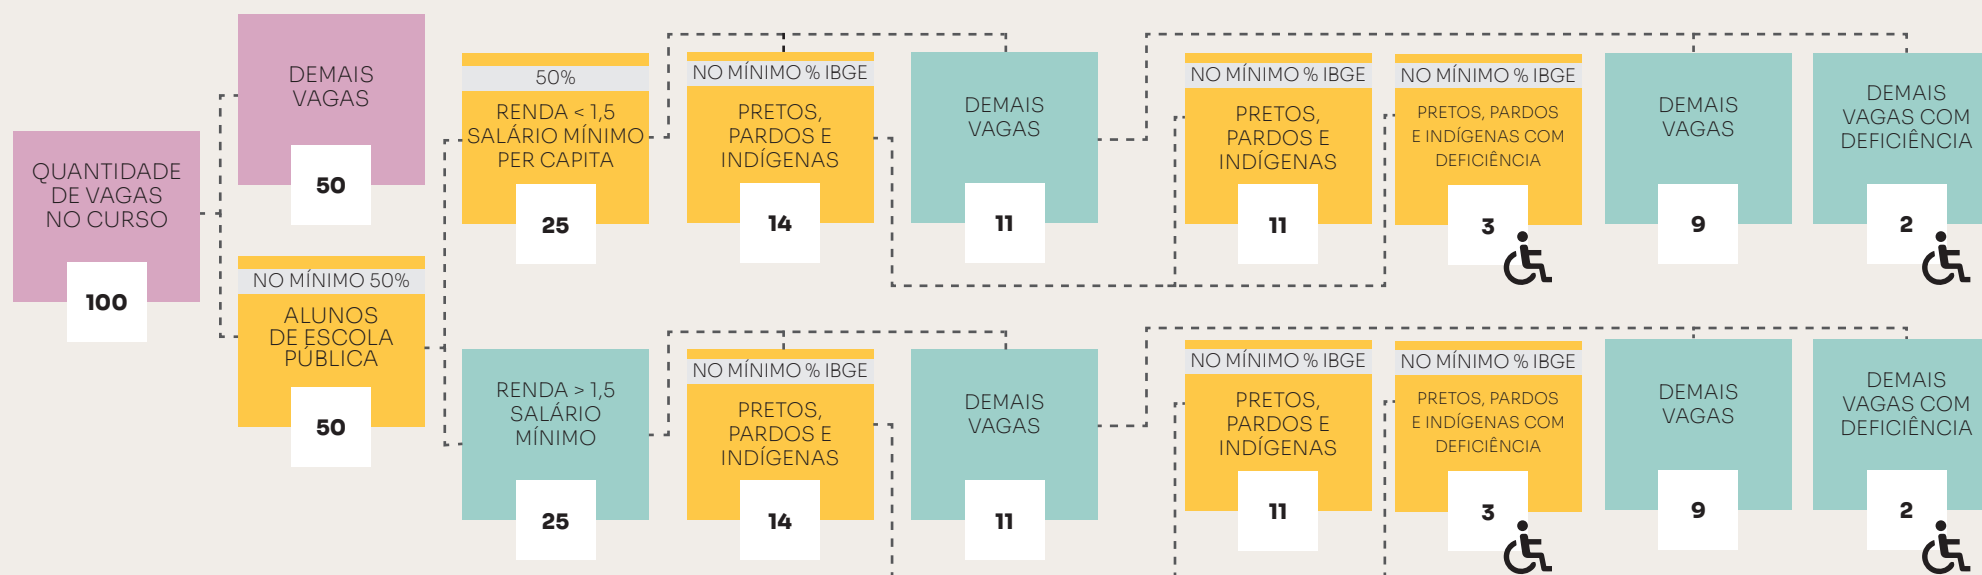 QUANTIDADE
DE VAGAS
NO CURSO
100
DEMAIS
VAGAS
50
NO MÍNIMO 50%
ALUNOS
DE ESCOLA
PÚBLICA
50
50%
RENDA < 1,5
SALÁRIO MÍNIMO
PER CAPITA
25
NO MÍNIMO % IBGE
PRETOS,
PARDOS E
INDÍGENAS
14
DEMAIS
VAGAS
11
NO MÍNIMO % IBGE
PRETOS,
PARDOS E
INDÍGENAS
11
NO MÍNIMO % IBGE
PRETOS, PARDOS
E INDÍGENAS COM
DEFICIÊNCIA
3
DEMAIS
VAGAS
9
DEMAIS
VAGAS COM
DEFICIÊNCIA
2
RENDA > 1,5
SALÁRIO
MÍNIMO
25
NO MÍNIMO % IBGE
PRETOS,
PARDOS E
INDÍGENAS
14
DEMAIS
VAGAS
11
NO MÍNIMO % IBGE
PRETOS,
PARDOS E
INDÍGENAS
11
NO MÍNIMO % IBGE
PRETOS, PARDOS
E INDÍGENAS COM
DEFICIÊNCIA
3
DEMAIS
VAGAS
9
DEMAIS
VAGAS COM
DEFICIÊNCIA
2